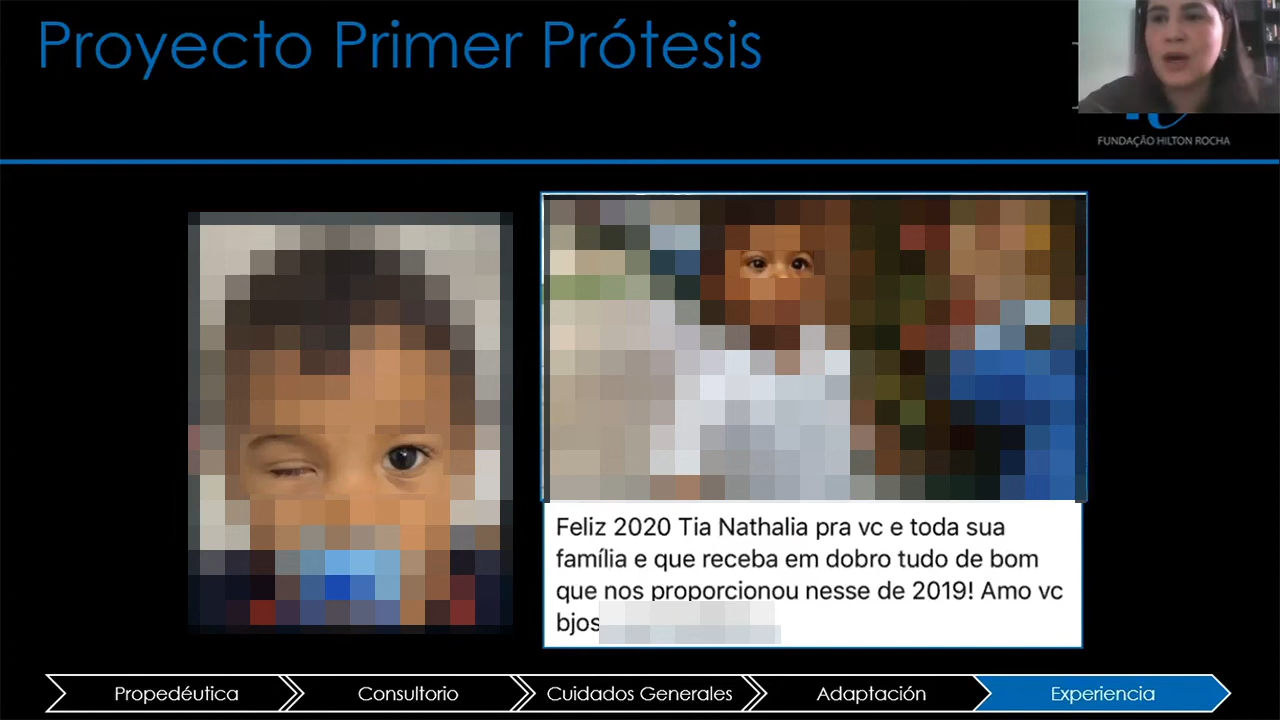 Proyecto Primer Prótesis
FUNDAÇÃO HILTON ROCHA
Feliz 2020 Tia Nathalia pra vc e toda sua
família e que receba em dobro tudo de bom
que nos proporcionou nesse de 2019! Amo vc
bjos
Propedéutica
Consultorio
Cuidados Generales
Adaptación
Experiencia